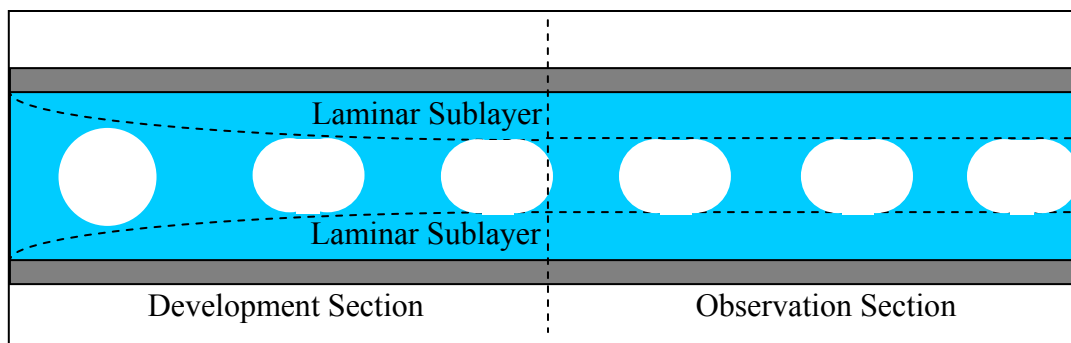 Laminar Sublayer
Laminar Sublayer
Development Section
Observation Section